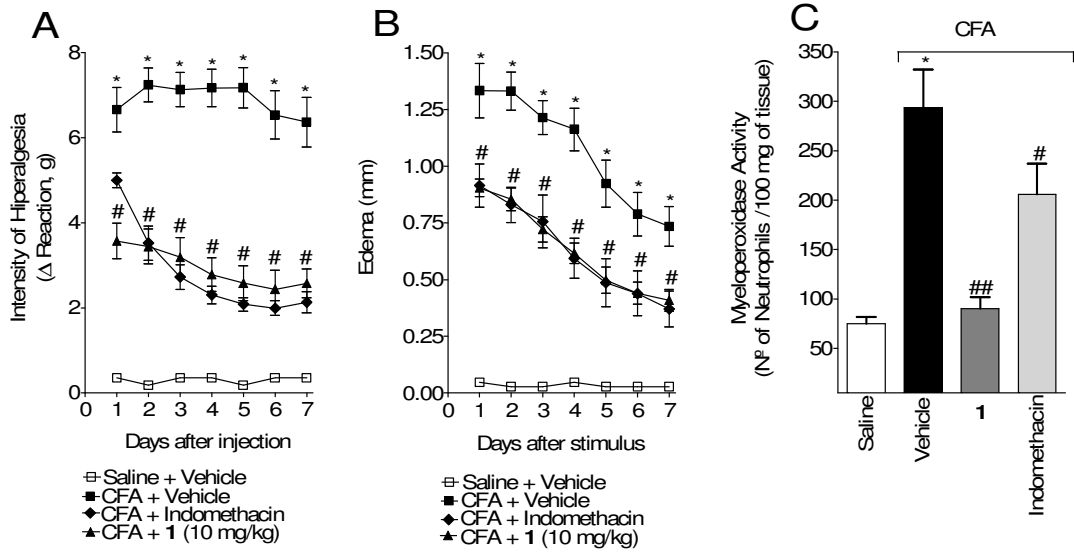 A
Intensity of Hiperalgesia
(Δ Reaction, g)
8
6
4
2
0
* * * * * * *
# # # # # # #
0 1 2 3 4 5 6 7
Days after injection
Saline + Vehicle
CFA + Vehicle
CFA + Indomethacin
CFA + 1 (10 mg/kg)
B
Edema (mm)
1.50
1.25
1.00
0.75
0.50
0.25
0.00
* * * * * * *
# # # # # # #
0 1 2 3 4 5 6 7
Days after stimulus
Saline + Vehicle
CFA + Vehicle
CFA + Indomethacin
CFA + 1 (10 mg/kg)
C
CFA
Myeloperoxidase Activity
(Nº of Neutrophils /100 mg of tissue)
350
300
250
200
150
100
50
* ## #
Saline
Vehicle
1
Indomethacin